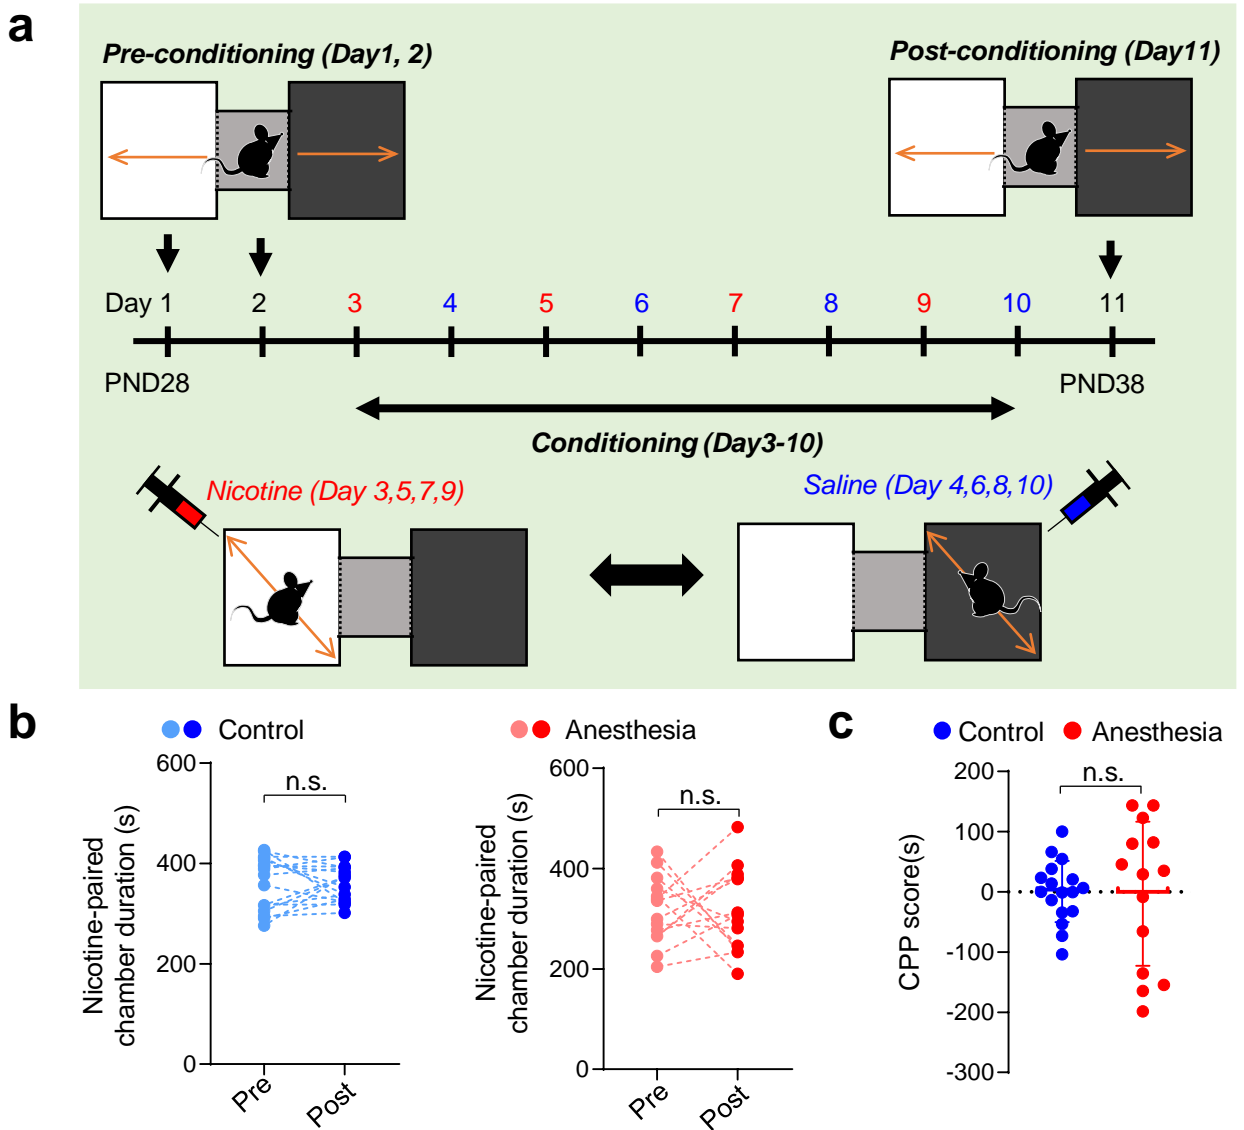 a
Pre-conditioning (Day1, 2)
Post-conditioning (Day11)
Day 1 2 3 4 5 6 7 8 9 10 11
PND28
PND38
Conditioning (Day3-10)
Nicotine (Day 3,5,7,9)
Saline (Day 4,6,8,10)
b
Control
Nicotine-paired
chamber duration (s)
600
400
200
0
n.s.
Pre
Post
Anesthesia
Nicotine-paired
chamber duration (s)
600
400
200
0
n.s.
Pre
Post
c
Control
Anesthesia
CPP score(s)
200
100
0
-100
-200
-300
n.s.